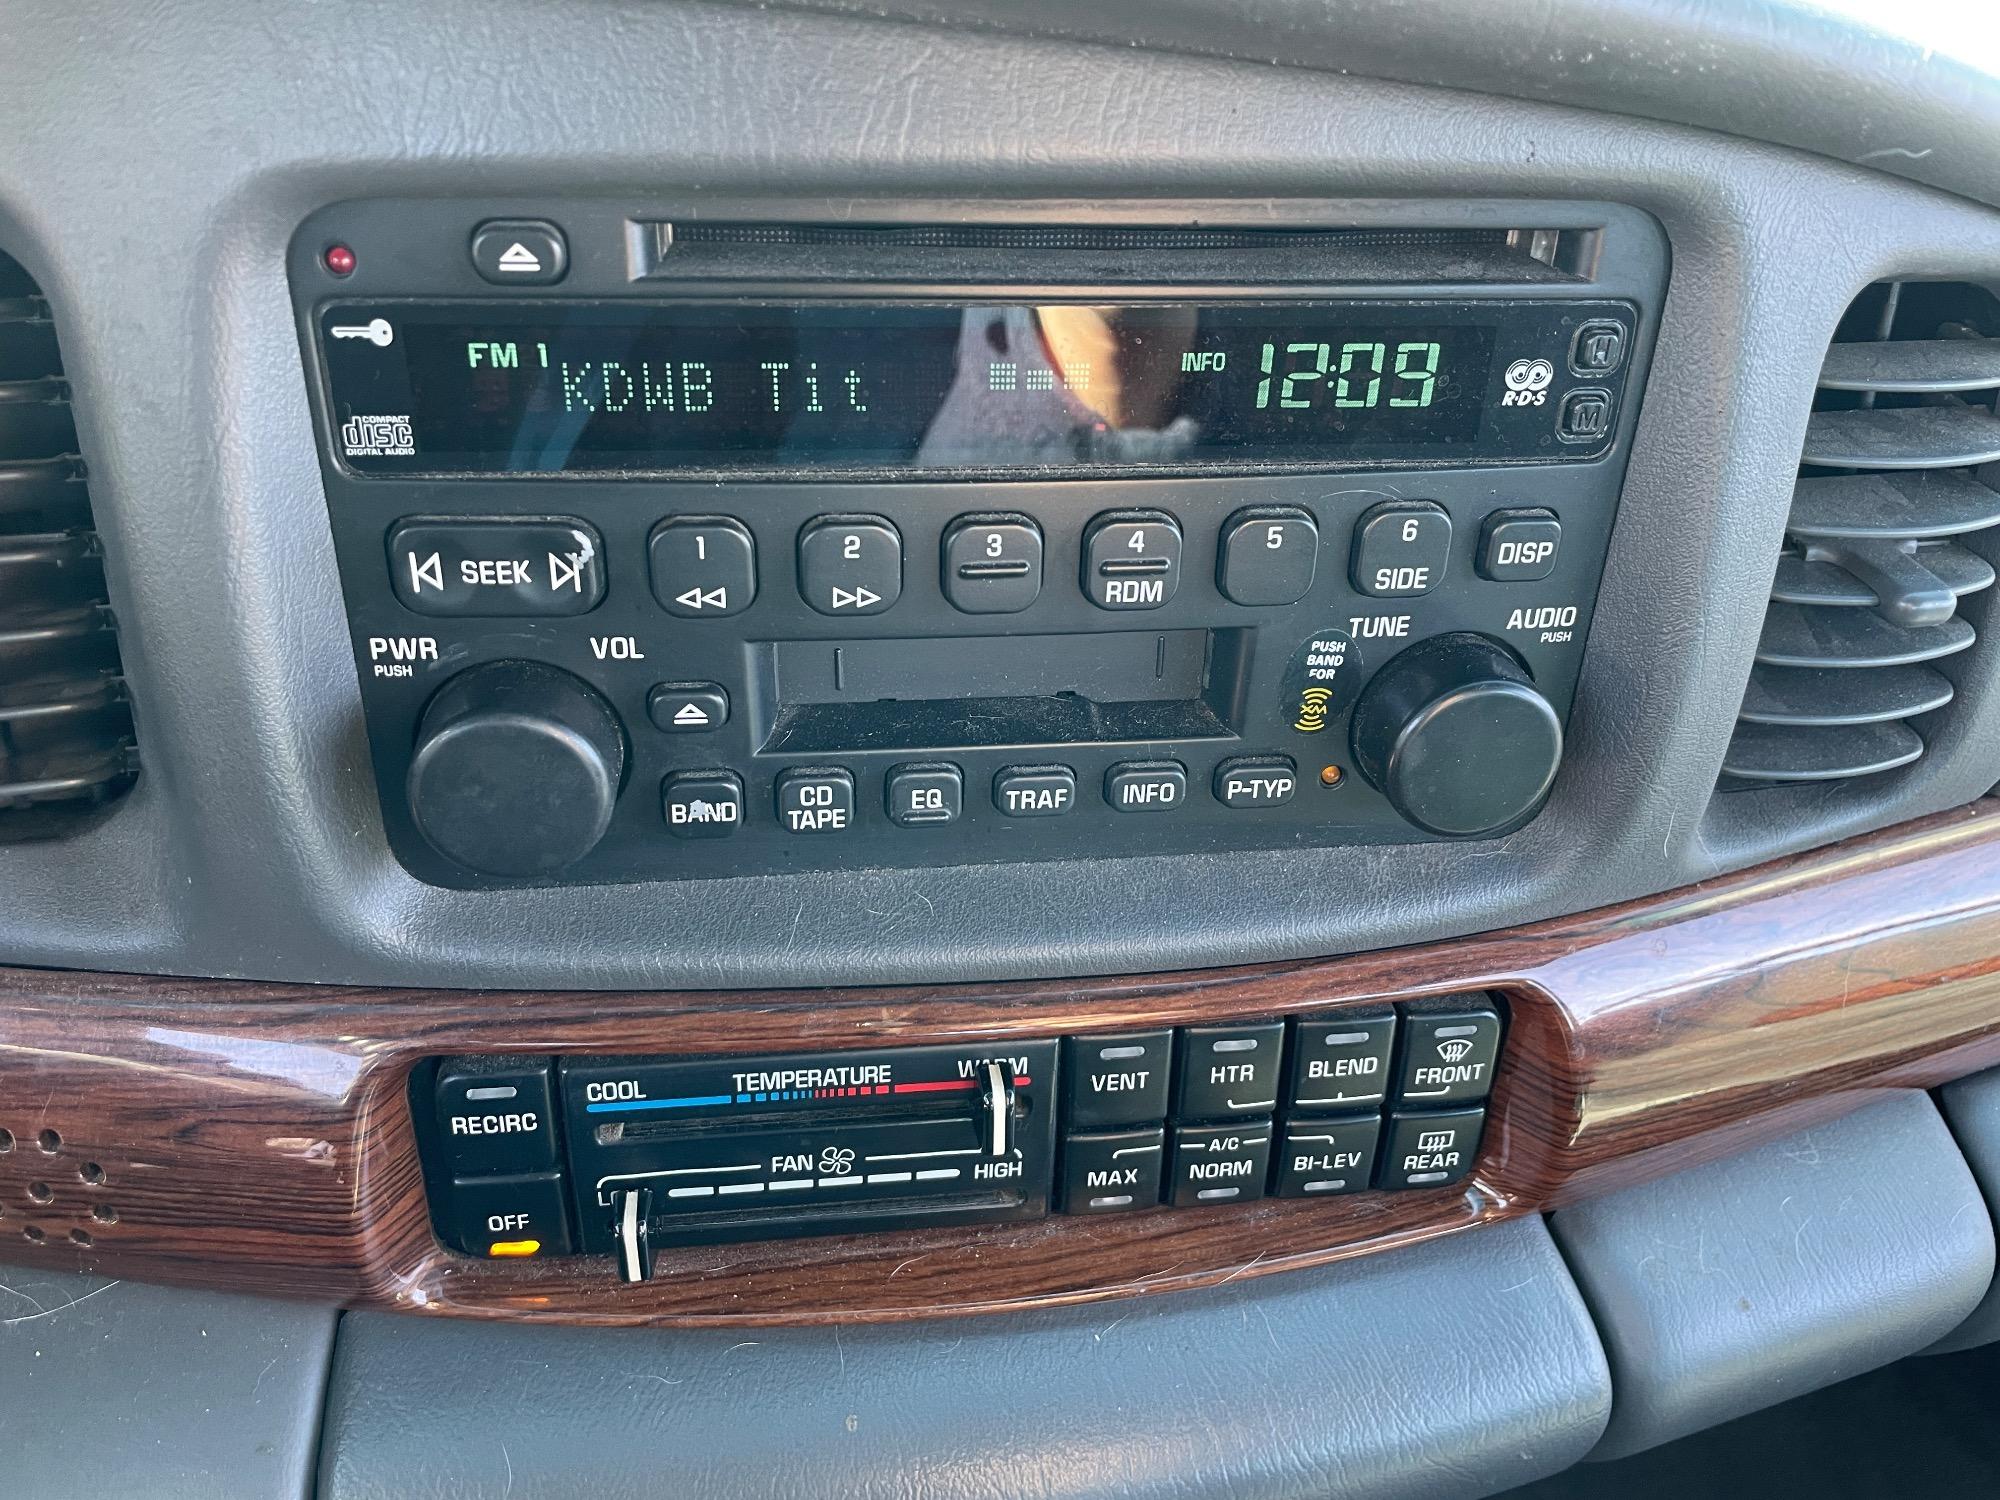 FM 1 KDWB Tit INFO 12:09
COMPACT
disc
DIGITAL AUDIO
R·D·S
H
M
SEEK
1
2
3
4
RDM
5
6
SIDE
DISP
PWR
PUSH
VOL
TUNE
AUDIO
PUSH
PUSH
BAND
FOR
XM
BAND
CD
TAPE
EQ
TRAF
INFO
P-TYP
RECIRC
OFF
COOL TEMPERATURE
FAN HIGH
VENT
HTR
BLEND
FRONT
MAX
A/C
NORM
BI-LEV
REAR